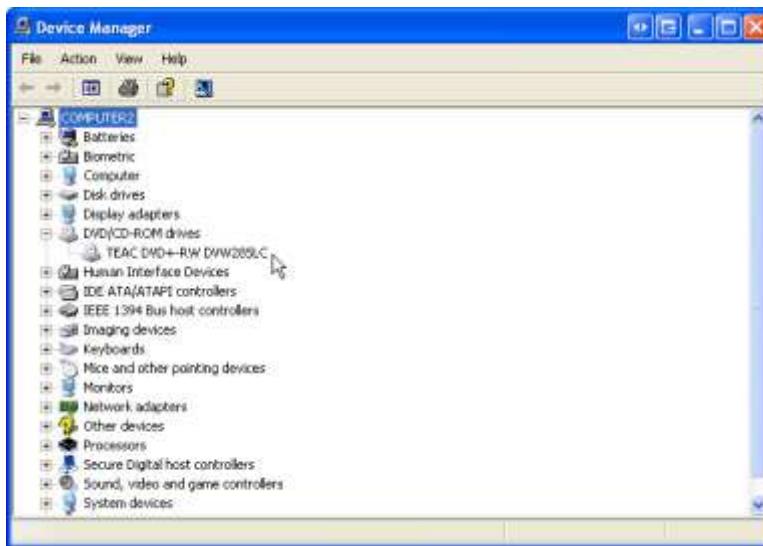 Device Manager
File Action View Help
COMPUTER2
Batteries
Biometric
Computer
Disk drives
Display adapters
DVD/CD-ROM drives
TEAC DVD+-RW DVW28SLC
Human Interface Devices
IDE ATA/ATAPI controllers
IEEE 1394 Bus host controllers
Imaging devices
Keyboards
Mice and other pointing devices
Monitors
Network adapters
Other devices
Processors
Secure Digital host controllers
Sound, video and game controllers
System devices